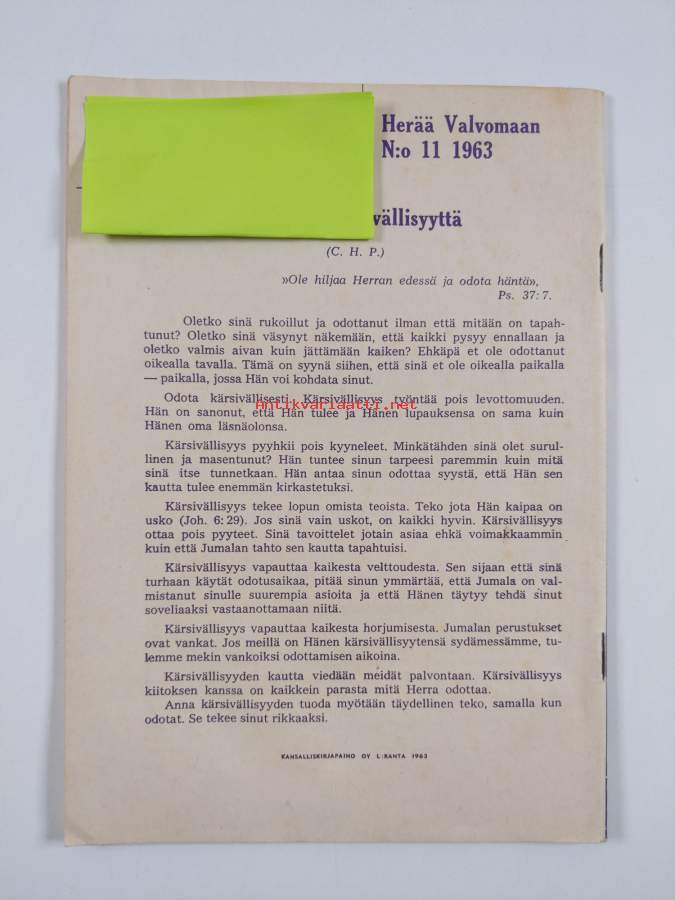 Herää Valvomaan
N:o 11 1963
vällisyyttä
(C. H. P.)
»Ole hiljaa Herran edessä ja odota häntä»,
Ps. 37: 7.
Oletko sinä rukoillut ja odottanut ilman että mitään on tapah-
tunut? Oletko sinä väsynyt näkemään, että kaikki pysyy ennallaan ja
oletko valmis aivan kuin jättämään kaiken? Ehkäpä et ole odottanut
oikealla tavalla. Tämä on syynä siihen, että sinä et ole oikealla paikalla
— paikalla, jossa Hän voi kohdata sinut.
Odota kärsivällisesti. Kärsivällisyys työntää pois levottomuuden.
Antikvariaatti.net
Hän on sanonut, että Hän tulee ja Hänen lupauksensa on sama kuin
Hänen oma läsnäolonsa.
Kärsivällisyys pyyhkii pois kyyneleet. Minkätähden sinä olet surul-
linen ja masentunut? Hän tuntee sinun tarpeesi paremmin kuin mitä
sinä itse tunnetkaan. Hän antaa sinun odottaa syystä, että Hän sen
kautta tulee enemmän kirkastetuksi.
Kärsivällisyys tekee lopun omista teoista. Teko jota Hän kaipaa on
usko (Joh. 6: 29). Jos sinä vain uskot, on kaikki hyvin. Kärsivällisyys
ottaa pois pyyteet. Sinä tavoittelet jotain asiaa ehkä voimakkaammin
kuin että Jumalan tahto sen kautta tapahtuisi.
Kärsivällisyys vapauttaa kaikesta velttoudesta. Sen sijaan että sinä
turhaan käytät odotusaikaa, pitää sinun ymmärtää, että Jumala on val-
mistanut sinulle suurempia asioita ja että Hänen täytyy tehdä sinut
soveliaaksi vastaanottamaan niitä.
Kärsivällisyys vapauttaa kaikesta horjumisesta. Jumalan perustukset
ovat vankat. Jos meillä on Hänen kärsivällisyytensä sydämessämme, tu-
lemme mekin vankoiksi odottamisen aikoina.
Kärsivällisyyden kautta viedään meidät palvontaan. Kärsivällisyys
kiitoksen kanssa on kaikkein parasta mitä Herra odottaa.
Anna kärsivällisyyden tuoda myötään täydellinen teko, samalla kun
odotat. Se tekee sinut rikkaaksi.
KANSALLISKIRJAPAINO OY L:RANTA 1963